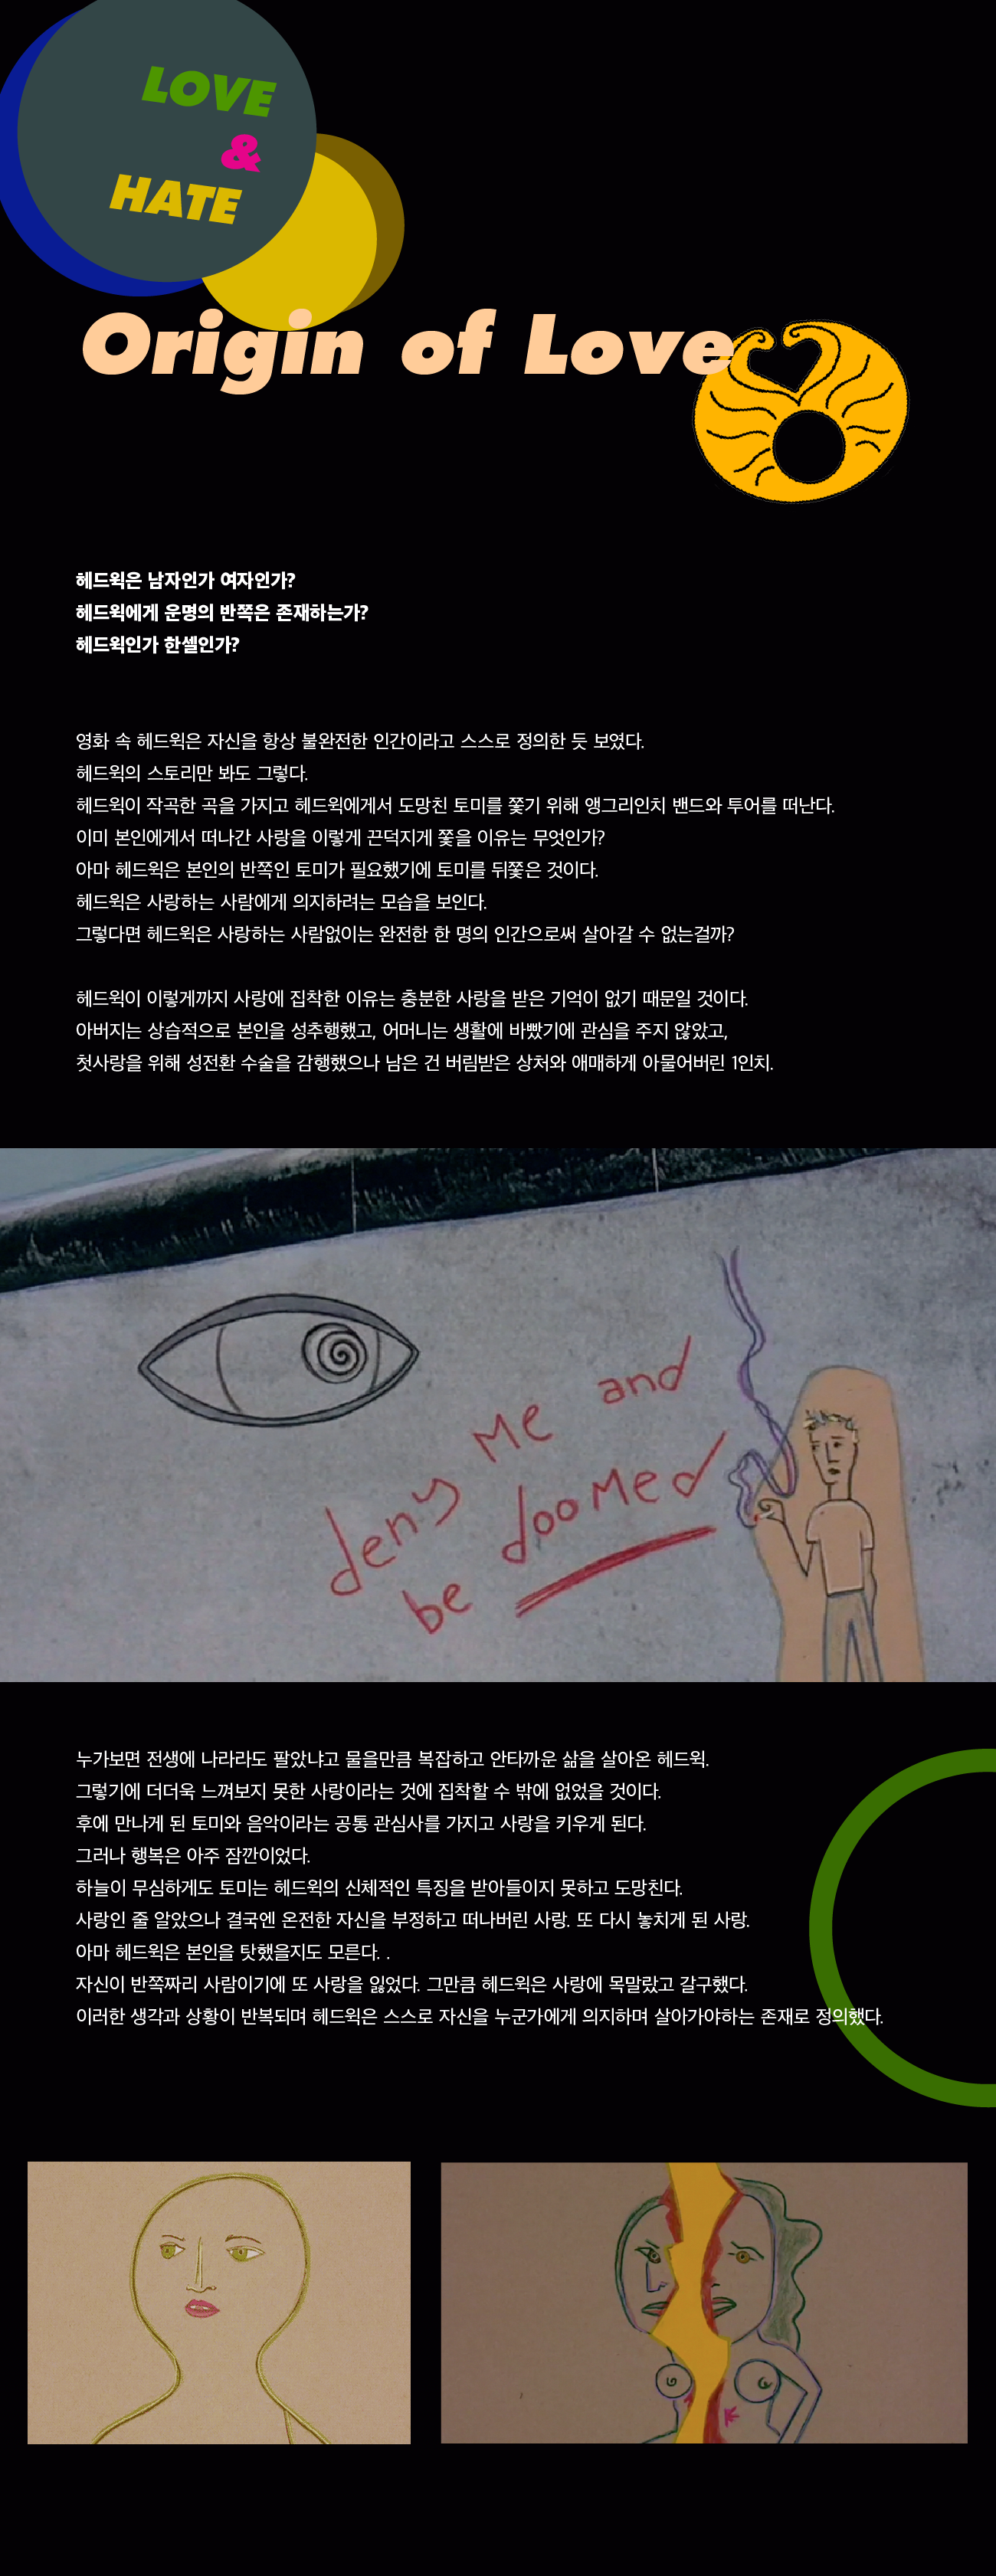 LOVE
&
HATE
Origin of Love
헤드윅은 남자인가 여자인가?
헤드윅에게 운명의 반쪽은 존재하는가?
헤드윅인가 한셀인가?
영화 속 헤드윅은 자신을 항상 불완전한 인간이라고 스스로 정의한 듯 보였다.
헤드윅의 스토리만 봐도 그렇다.
헤드윅이 작곡한 곡을 가지고 헤드윅에게서 도망친 토미를 쫓기 위해 앵그리인치 밴드와 투어를 떠난다.
이미 본인에게서 떠나간 사랑을 이렇게 끈덕지게 쫓을 이유는 무엇인가?
아마 헤드윅은 본인의 반쪽인 토미가 필요했기에 토미를 뒤쫓은 것이다.
헤드윅은 사랑하는 사람에게 의지하려는 모습을 보인다.
그렇다면 헤드윅은 사랑하는 사람없이는 완전한 한 명의 인간으로써 살아갈 수 없는걸까?
헤드윅이 이렇게까지 사랑에 집착한 이유는 충분한 사랑을 받은 기억이 없기 때문일 것이다.
아버지는 상습적으로 본인을 성추행했고, 어머니는 생활에 바빴기에 관심을 주지 않았고,
첫사랑을 위해 성전환 수술을 감행했으나 남은 건 버림받은 상처와 애매하게 아물어버린 1인치.
deny Me and
be doomed
누가보면 전생에 나라라도 팔았냐고 물을만큼 복잡하고 안타까운 삶을 살아온 헤드윅.
그렇기에 더더욱 느껴보지 못한 사랑이라는 것에 집착할 수 밖에 없었을 것이다.
후에 만나게 된 토미와 음악이라는 공통 관심사를 가지고 사랑을 키우게 된다.
그러나 행복은 아주 잠깐이었다.
하늘이 무심하게도 토미는 헤드윅의 신체적인 특징을 받아들이지 못하고 도망친다.
사랑인 줄 알았으나 결국엔 온전한 자신을 부정하고 떠나버린 사랑. 또 다시 놓치게 된 사랑.
아마 헤드윅은 본인을 탓했을지도 모른다. .
자신이 반쪽짜리 사람이기에 또 사랑을 잃었다. 그만큼 헤드윅은 사랑에 목말랐고 갈구했다.
이러한 생각과 상황이 반복되며 헤드윅은 스스로 자신을 누군가에게 의지하며 살아가야하는 존재로 정의했다.